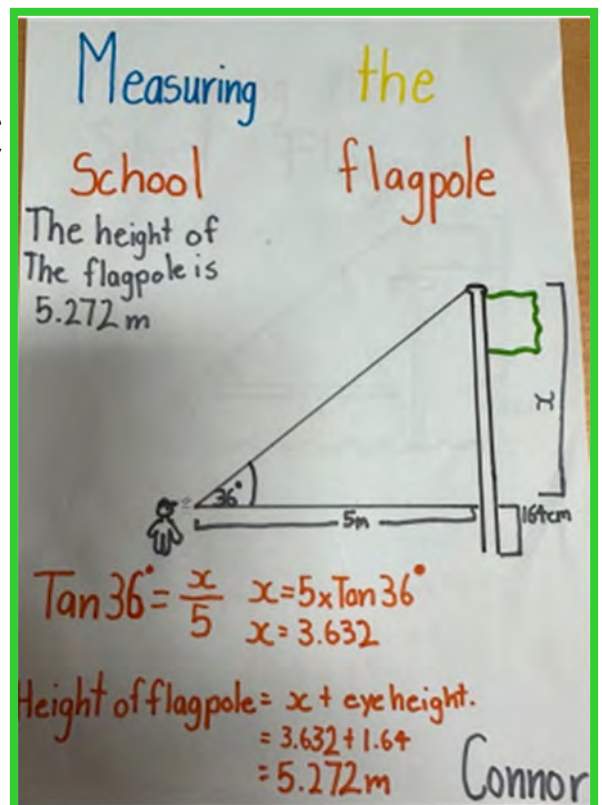 Measuring the
School flagpole
The height of
The flagpole is
5.272 m
x
36°
5m
164cm
Tan 36° = x/5 x = 5 x Tan 36°
x = 3.632
Height of flagpole = x + eye height.
= 3.632 + 1.64
= 5.272 m
Connor